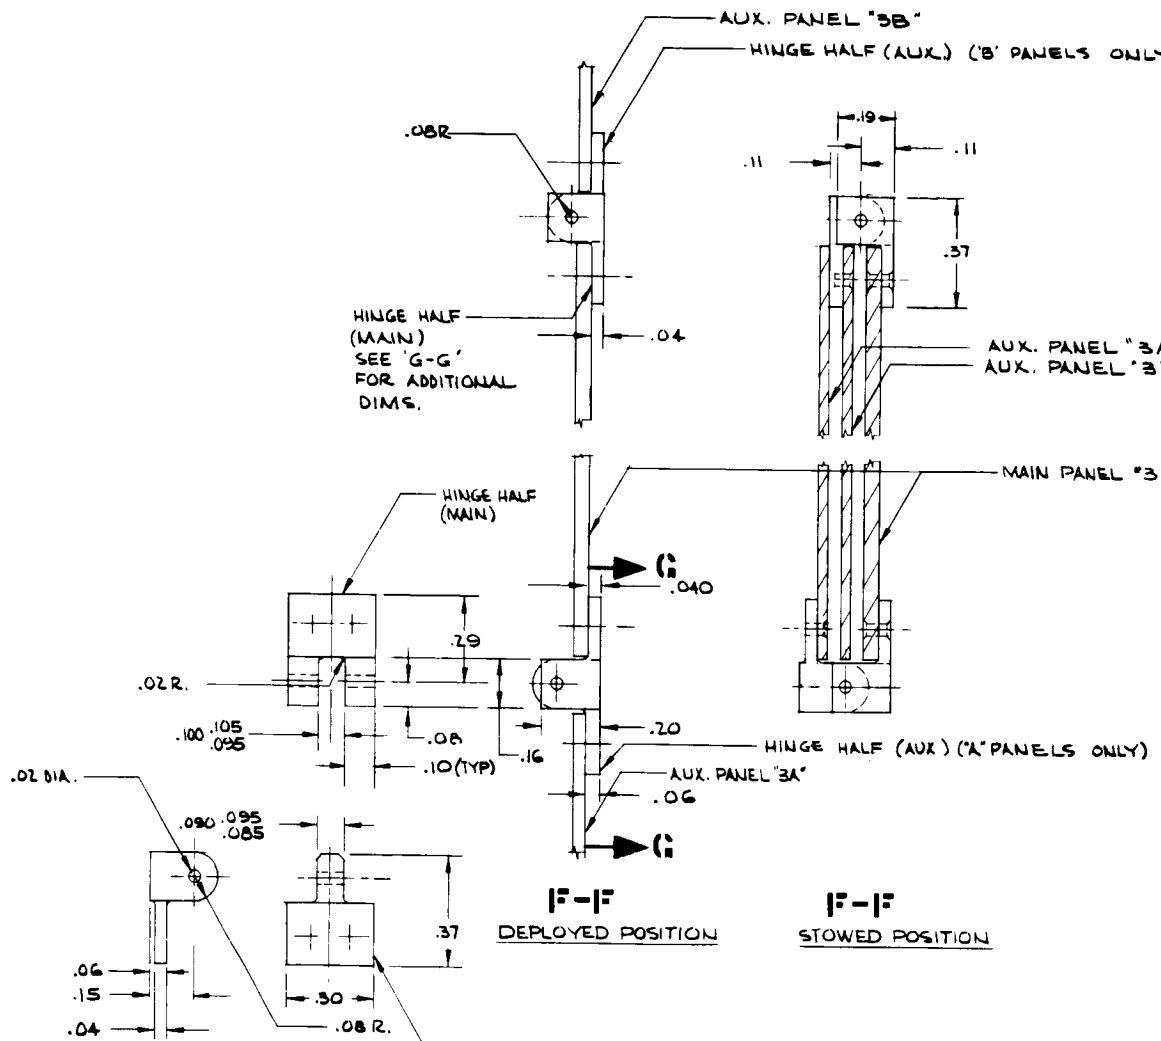 AUX. PANEL "3B"
HINGE HALF (AUX.) ('B' PANELS ONLY
.08R
.19
.11
.11
.37
HINGE HALF
(MAIN)
SEE 'G-G'
FOR ADDITIONAL
DIMS.
.04
AUX. PANEL "3A
AUX. PANEL "3
MAIN PANEL "3
HINGE HALF
(MAIN)
G
.040
.29
.02 R.
.100 .105
.095
.08
.10 (TYP)
.16
.20
HINGE HALF (AUX) ("A" PANELS ONLY)
AUX. PANEL "3A"
.06
.02 DIA.
.090 .095
.085
G
.37
F-F
DEPLOYED POSITION
F-F
STOWED POSITION
.06
.15
.04
.30
.08 R.